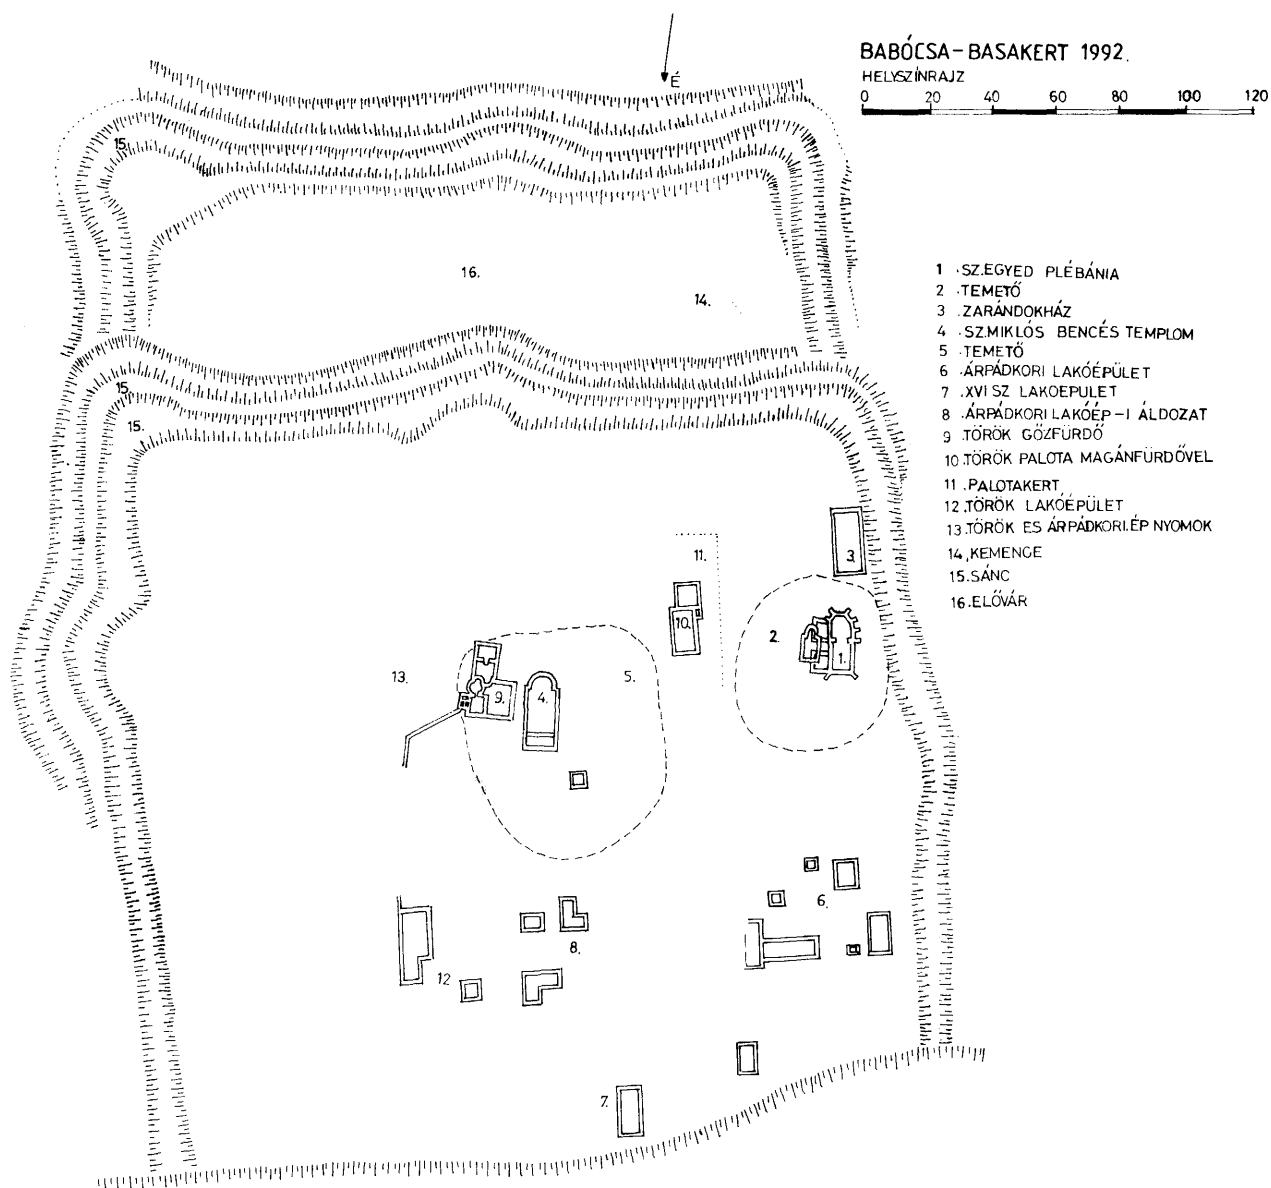 BABÓCSA-BASAKERT 1992.
HELYSZÍNRAJZ
0 20 40 60 80 100 120
É
15.
16.
14.
15.
15.
1 .SZ.EGYED PLÉBÁNIA
2 .TEMETŐ
3 .ZARÁNDOKHÁZ
4 .SZ.MIKLÓS BENCÉS TEMPLOM
5 .TEMETŐ
6 .ÁRPÁDKORI LAKÓÉPÜLET
7 .XVI SZ LAKOEPULET
8 .ÁRPÁDKORI LAKÓÉP-I ÁLDOZAT
9 .TÖRÖK GŐZFÜRDŐ
10.TÖRÖK PALOTA MAGÁNFÜRDŐVEL
11 .PALOTAKERT
12.TÖRÖK LAKÓÉPÜLET
13.TÖRÖK ES ÁRPÁDKORI.ÉP NYOMOK
14,KEMENCE
15.SÁNC
16.ELŐVÁR
11.
3.
10.
2.
1.
13.
5.
9.
4.
6.
8.
12
7.